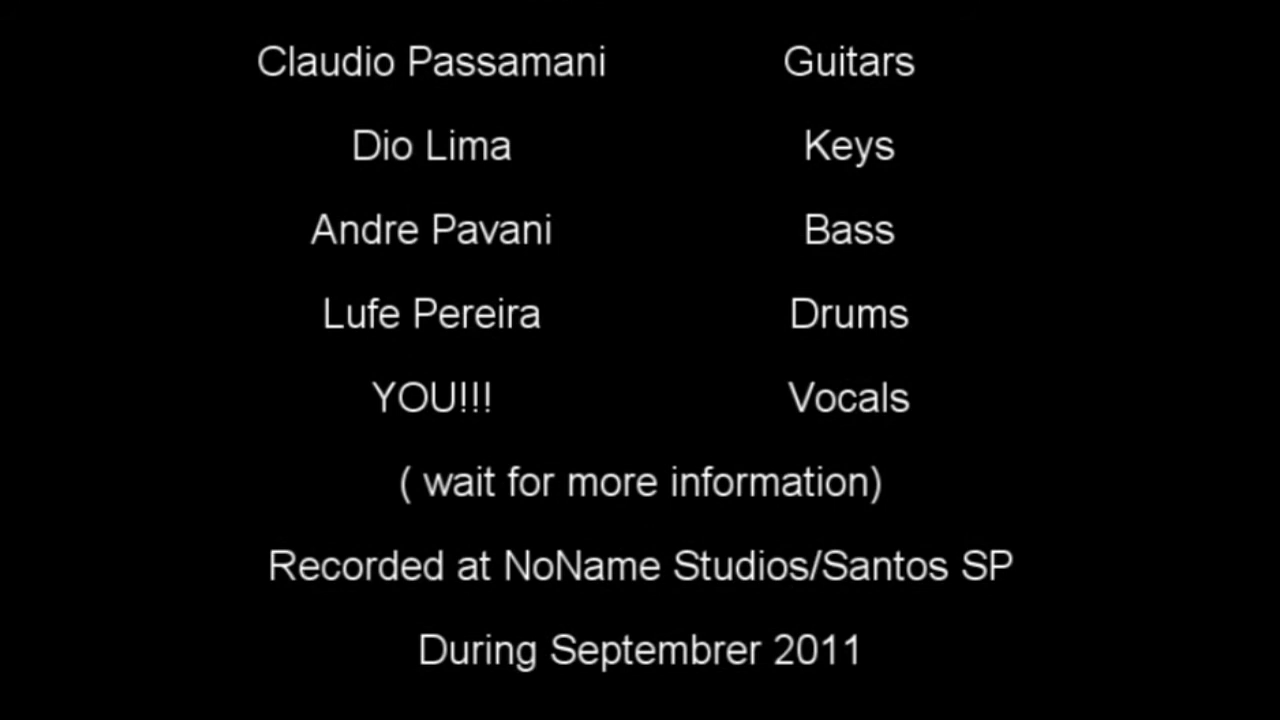 Claudio Passamani Guitars
Dio Lima Keys
Andre Pavani Bass
Lufe Pereira Drums
YOU!!! Vocals
( wait for more information)
Recorded at NoName Studios/Santos SP
During Septembrer 2011